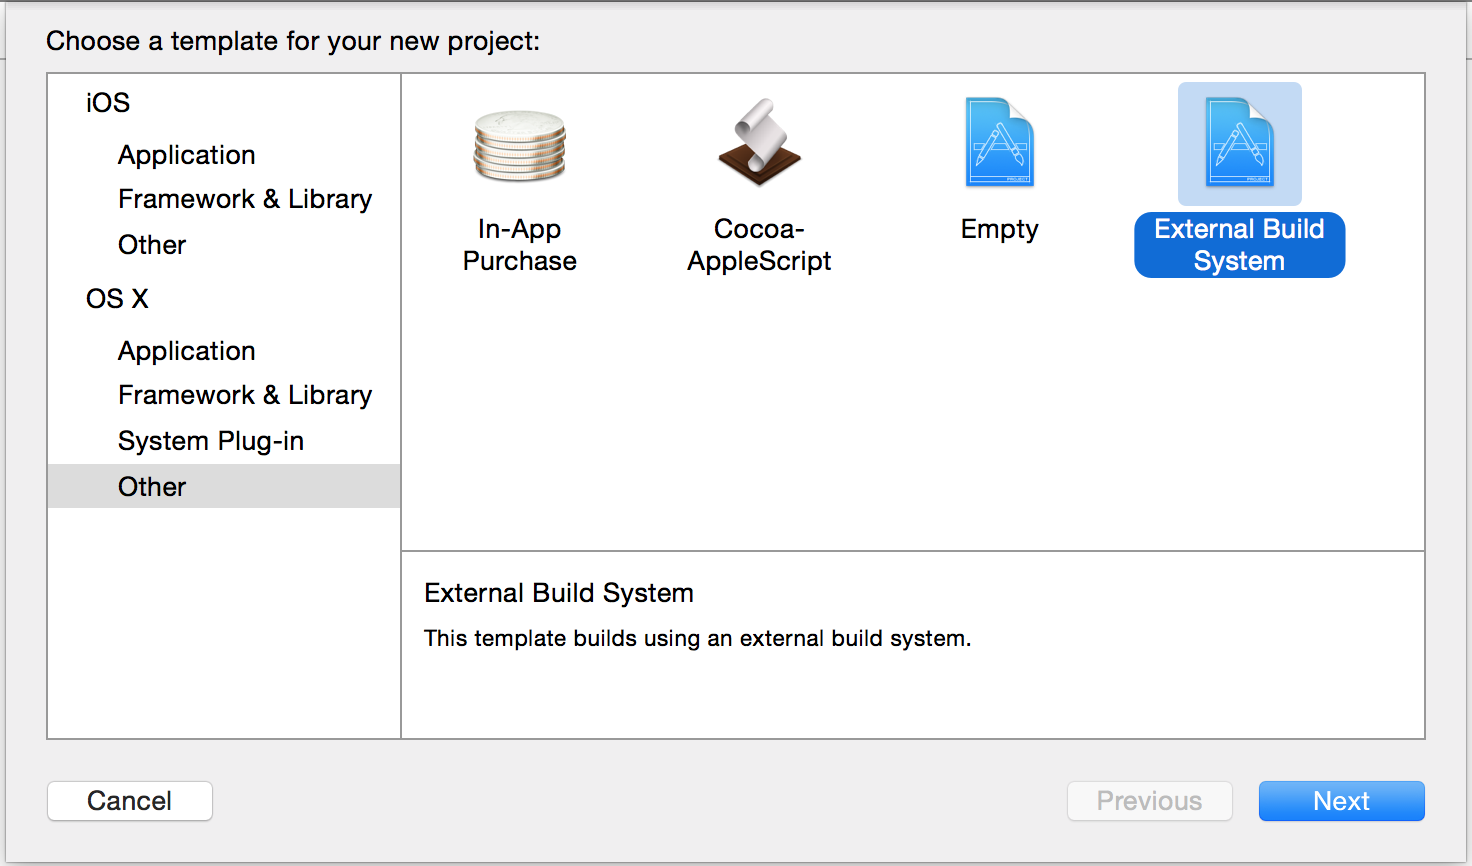 Choose a template for your new project:
iOS
Application
Framework & Library
Other
OS X
Application
Framework & Library
System Plug-in
Other
In-App
Purchase
Cocoa-
AppleScript
Empty
PROJECT
External Build
System
PROJECT
External Build System
This template builds using an external build system.
Cancel
Previous
Next